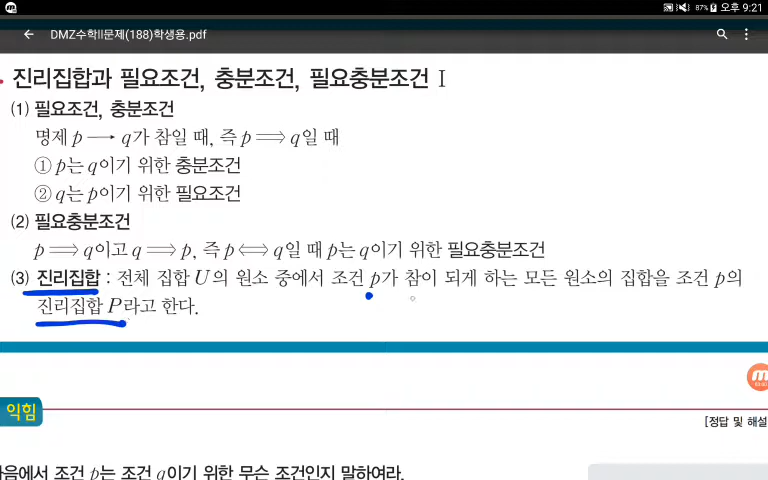 87% 오후 9:21
DMZ수학II문제(188)학생용.pdf
진리집합과 필요조건, 충분조건, 필요충분조건 I
(1) 필요조건, 충분조건
명제 p → q가 참일 때, 즉 p ⟹ q일 때
① p는 q이기 위한 충분조건
② q는 p이기 위한 필요조건
(2) 필요충분조건
p ⟹ q이고 q ⟹ p, 즉 p ⟺ q일 때 p는 q이기 위한 필요충분조건
(3) 진리집합 : 전체 집합 U의 원소 중에서 조건 p가 참이 되게 하는 모든 원소의 집합을 조건 p의
진리집합 P라고 한다.
익힘
[정답 및 해설
음에서 조건 p는 조건 q이기 위한 무슨 조건인지 말하여라.